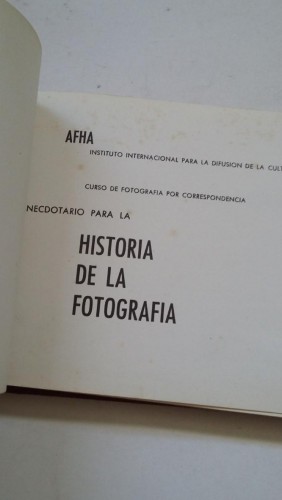 AFHA
INSTITUTO INTERNACIONAL PARA LA DIFUSION DE LA CULT
CURSO DE FOTOGRAFIA POR CORRESPONDENCIA
NECDOTARIO PARA LA
HISTORIA
DE LA
FOTOGRAFIA